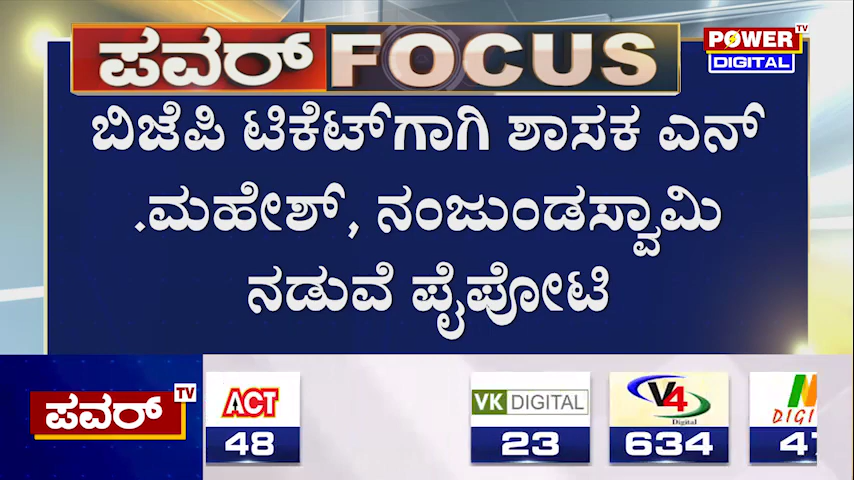 ಪವರ್ FOCUS
POWER TV
DIGITAL
ಬಿಜೆಪಿ ಟಿಕೆಟ್‌ಗಾಗಿ ಶಾಸಕ ಎನ್
.ಮಹೇಶ್, ನಂಜುಂಡಸ್ವಾಮಿ
ನಡುವೆ ಪೈಪೋಟಿ
ಪವರ್ TV
ACT
48
VK DIGITAL
23
V4
Digital
634